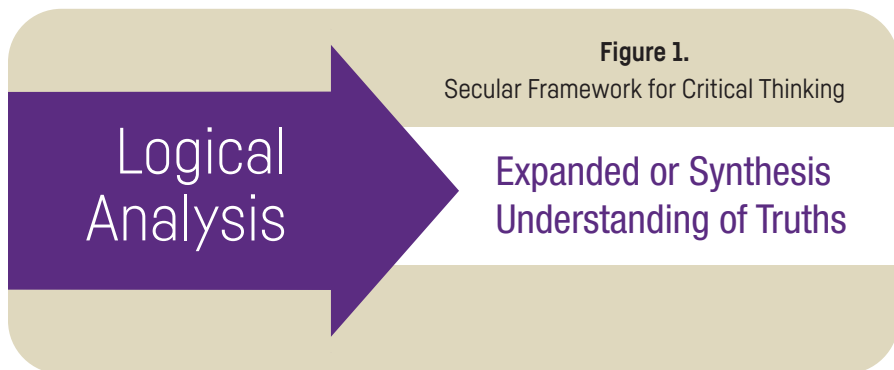 Figure 1.
Secular Framework for Critical Thinking
Logical
Analysis
Expanded or Synthesis
Understanding of Truths